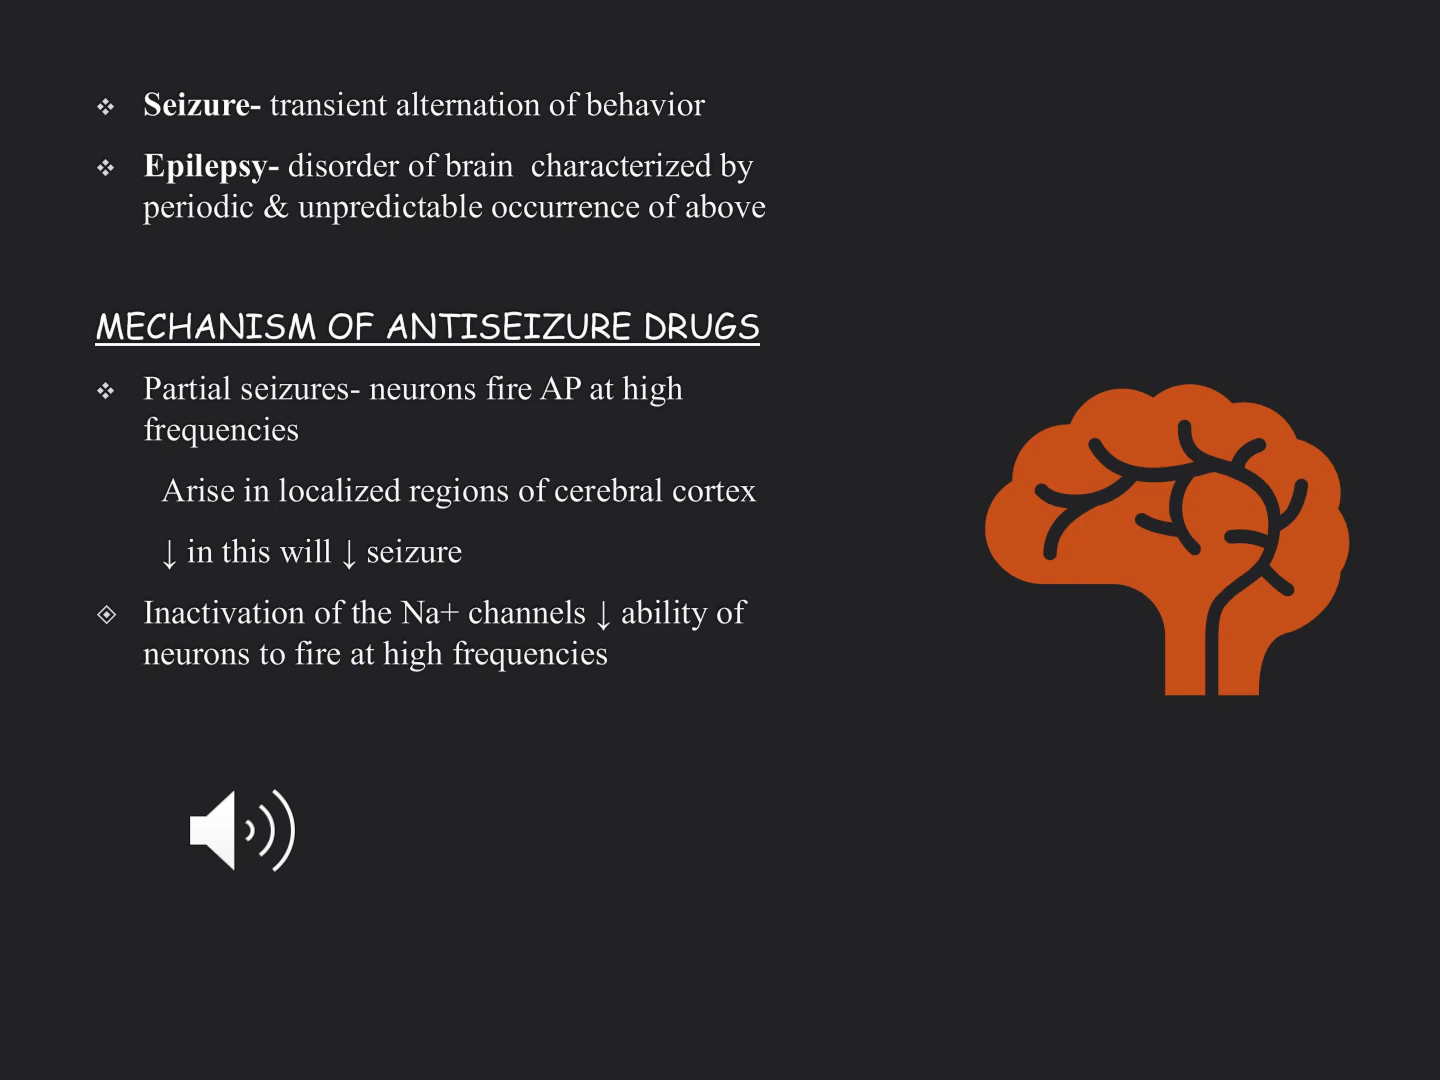 ❖ Seizure- transient alternation of behavior
❖ Epilepsy- disorder of brain  characterized by
periodic & unpredictable occurrence of above
MECHANISM OF ANTISEIZURE DRUGS
❖ Partial seizures- neurons fire AP at high
frequencies
Arise in localized regions of cerebral cortex
↓ in this will ↓ seizure
◈ Inactivation of the Na+ channels ↓ ability of
neurons to fire at high frequencies